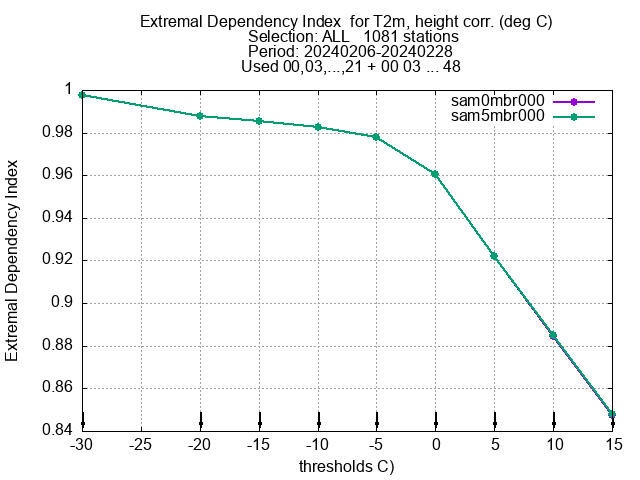 Extremal Dependency Index  for T2m, height corr. (deg C)
Selection: ALL   1081 stations
Period: 20240206-20240228
Used 00,03,...,21 + 00 03 ... 48
sam0mbr000
sam5mbr000
1
0.98
0.96
0.94
0.92
0.9
0.88
0.86
0.84
Extremal Dependency Index
-30 -25 -20 -15 -10 -5 0 5 10 15
thresholds C)